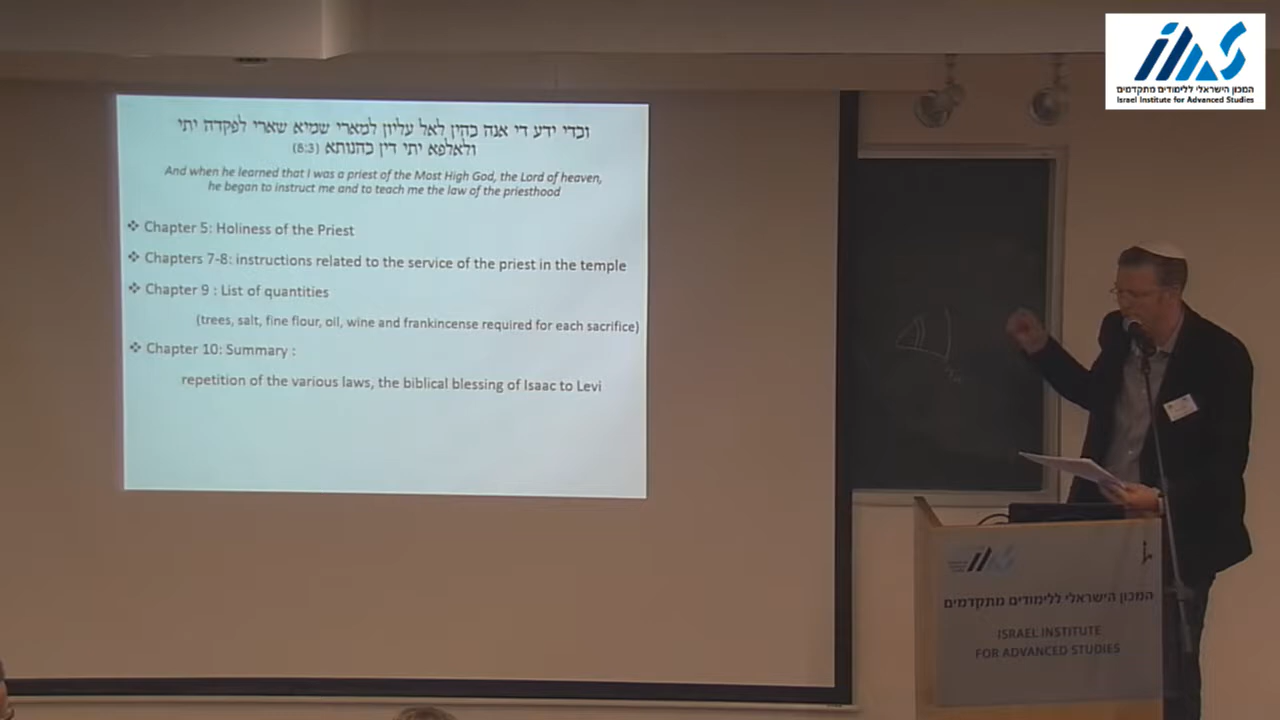 וכדי ידע די אנה כהין לאל עליון למארי שמיא שארי לפקדה יתי
ולאלפא יתי דין כהנותא (8:3)
And when he learned that I was a priest of the Most High God, the Lord of heaven,
he began to instruct me and to teach me the law of the priesthood
❖ Chapter 5: Holiness of the Priest
❖ Chapters 7-8: instructions related to the service of the priest in the temple
❖ Chapter 9 : List of quantities
(trees, salt, fine flour, oil, wine and frankincense required for each sacrifice)
❖ Chapter 10: Summary :
repetition of the various laws, the biblical blessing of Isaac to Levi
iias
המכון הישראלי ללימודים מתקדמים
Israel Institute for Advanced Studies
iias
המכון הישראלי ללימודים מתקדמים
ISRAEL INSTITUTE
FOR ADVANCED STUDIES